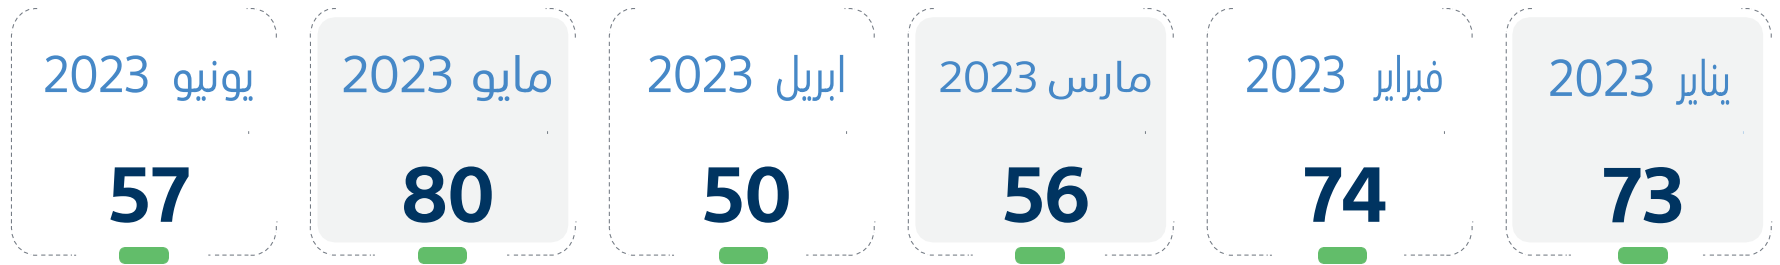 يناير 2023
73
فبراير 2023
74
مارس 2023
56
ابريل 2023
50
مايو 2023
80
يونيو 2023
57